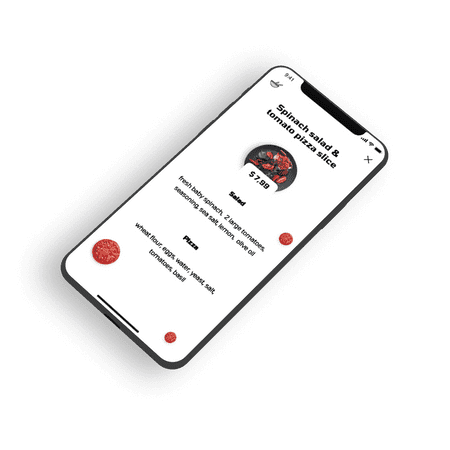 9:41
Spinach salad &
tomato pizza slice
$ 7,99
Salad
fresh baby spinach, 2 large tomatoes,
seasoning, sea salt, lemon, olive oil
Pizza
wheat flour, eggs, water, yeast, salt,
tomatoes, basil